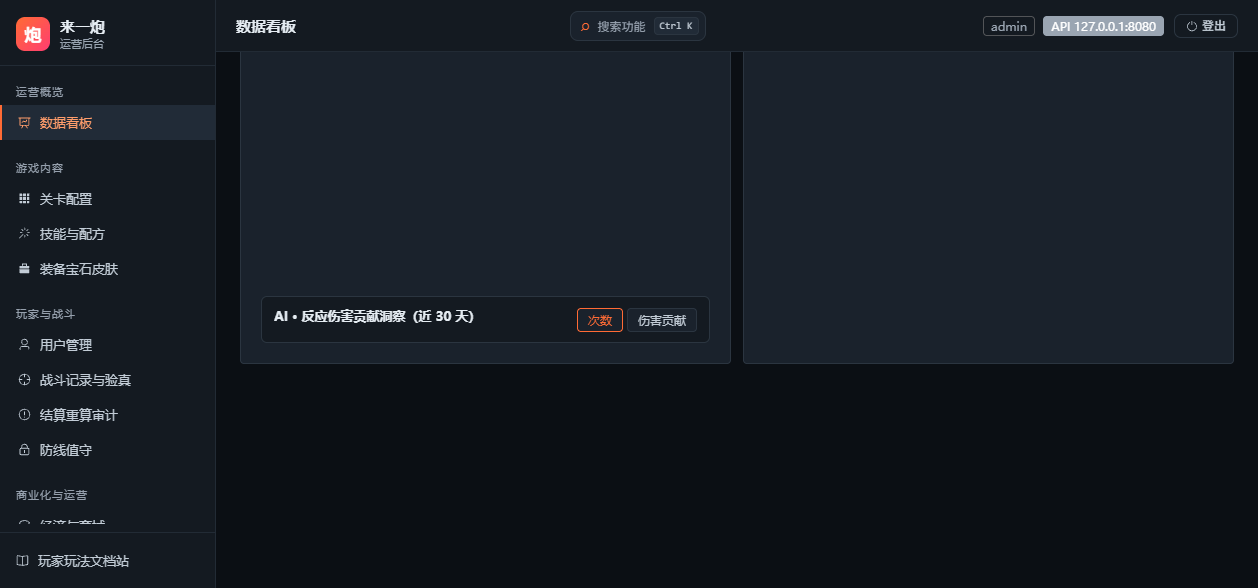 炮
来一炮
运营后台
数据看板
搜索功能 Ctrl K
admin
API 127.0.0.1:8080
登出
运营概览
数据看板
游戏内容
关卡配置
技能与配方
装备宝石皮肤
玩家与战斗
用户管理
战斗记录与验真
结算重算审计
防线值守
商业化与运营
经济与商城
玩家玩法文档站
AI • 反应伤害贡献洞察（近 30 天）
次数
伤害贡献